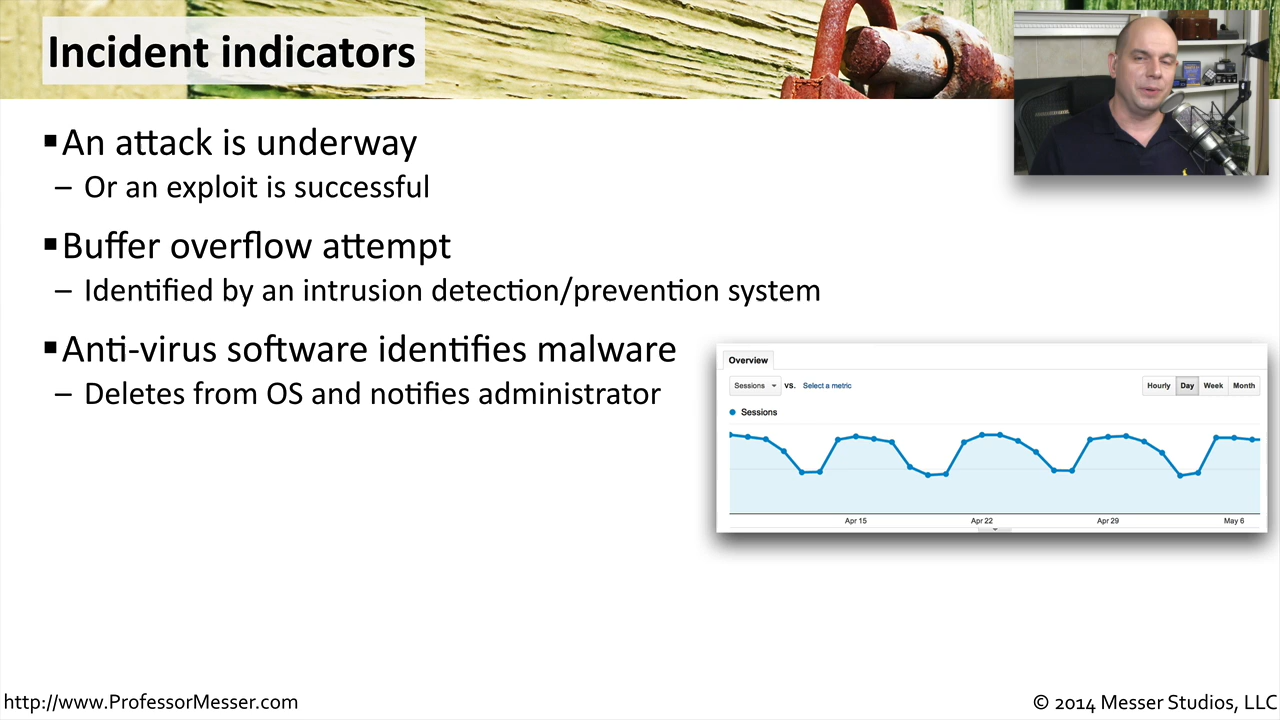 Incident indicators
▪An attack is underway
– Or an exploit is successful
▪Buffer overflow attempt
– Identified by an intrusion detection/prevention system
▪Anti-virus software identifies malware
– Deletes from OS and notifies administrator
Overview
Sessions vs. Select a metric Hourly Day Week Month
Sessions
Apr 15 Apr 22 Apr 29 May 6
http://www.ProfessorMesser.com © 2014 Messer Studios, LLC